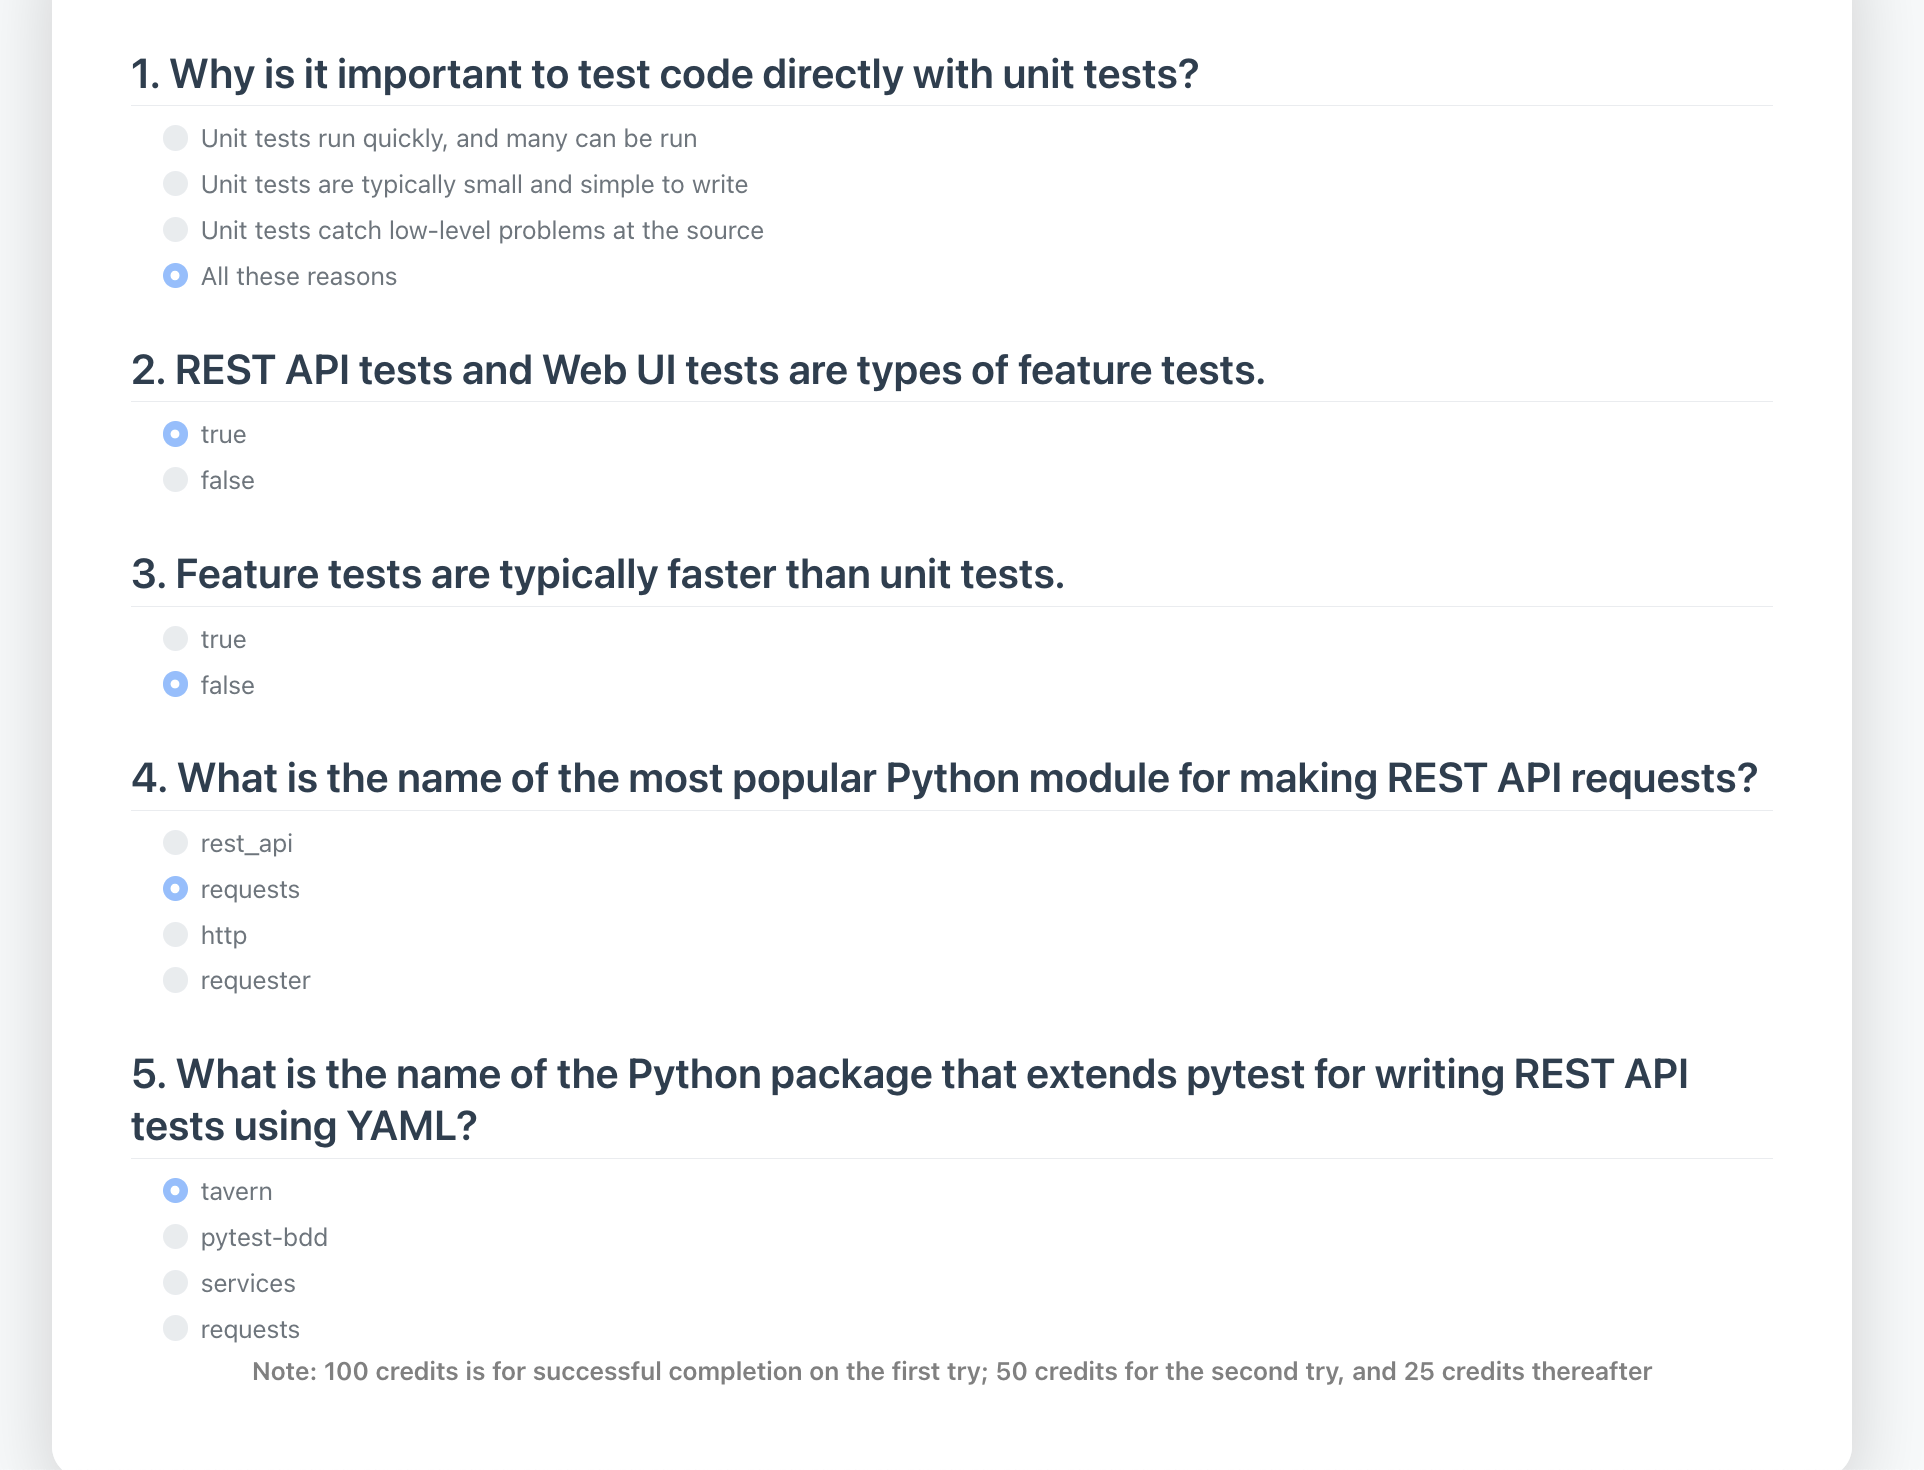 1. Why is it important to test code directly with unit tests?
Unit tests run quickly, and many can be run
Unit tests are typically small and simple to write
Unit tests catch low-level problems at the source
All these reasons
2. REST API tests and Web UI tests are types of feature tests.
true
false
3. Feature tests are typically faster than unit tests.
true
false
4. What is the name of the most popular Python module for making REST API requests?
rest_api
requests
http
requester
5. What is the name of the Python package that extends pytest for writing REST API
tests using YAML?
tavern
pytest-bdd
services
requests
Note: 100 credits is for successful completion on the first try; 50 credits for the second try, and 25 credits thereafter